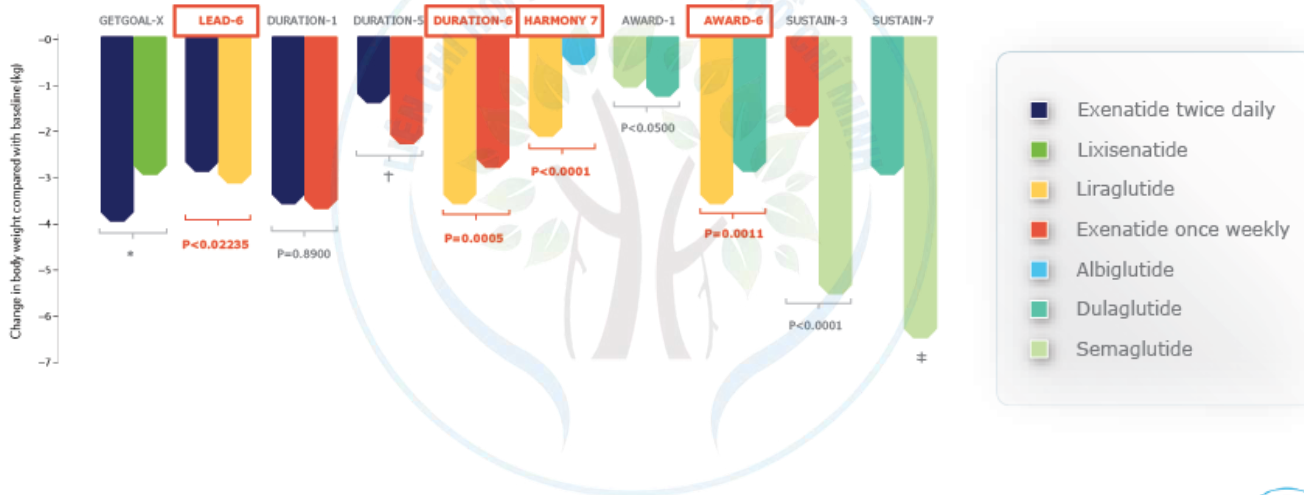 GETGOAL-X LEAD-6 DURATION-1 DURATION-5 DURATION-6 HARMONY 7 AWARD-1 AWARD-6 SUSTAIN-3 SUSTAIN-7
Change in body weight compared with baseline (kg)
–0
–1
–2
–3
–4
–5
–6
–7
*
P<0.02235
P=0.8900
†
P=0.0005
P<0.0001
P<0.0500
P=0.0011
P<0.0001
‡
Exenatide twice daily
Lixisenatide
Liraglutide
Exenatide once weekly
Albiglutide
Dulaglutide
Semaglutide